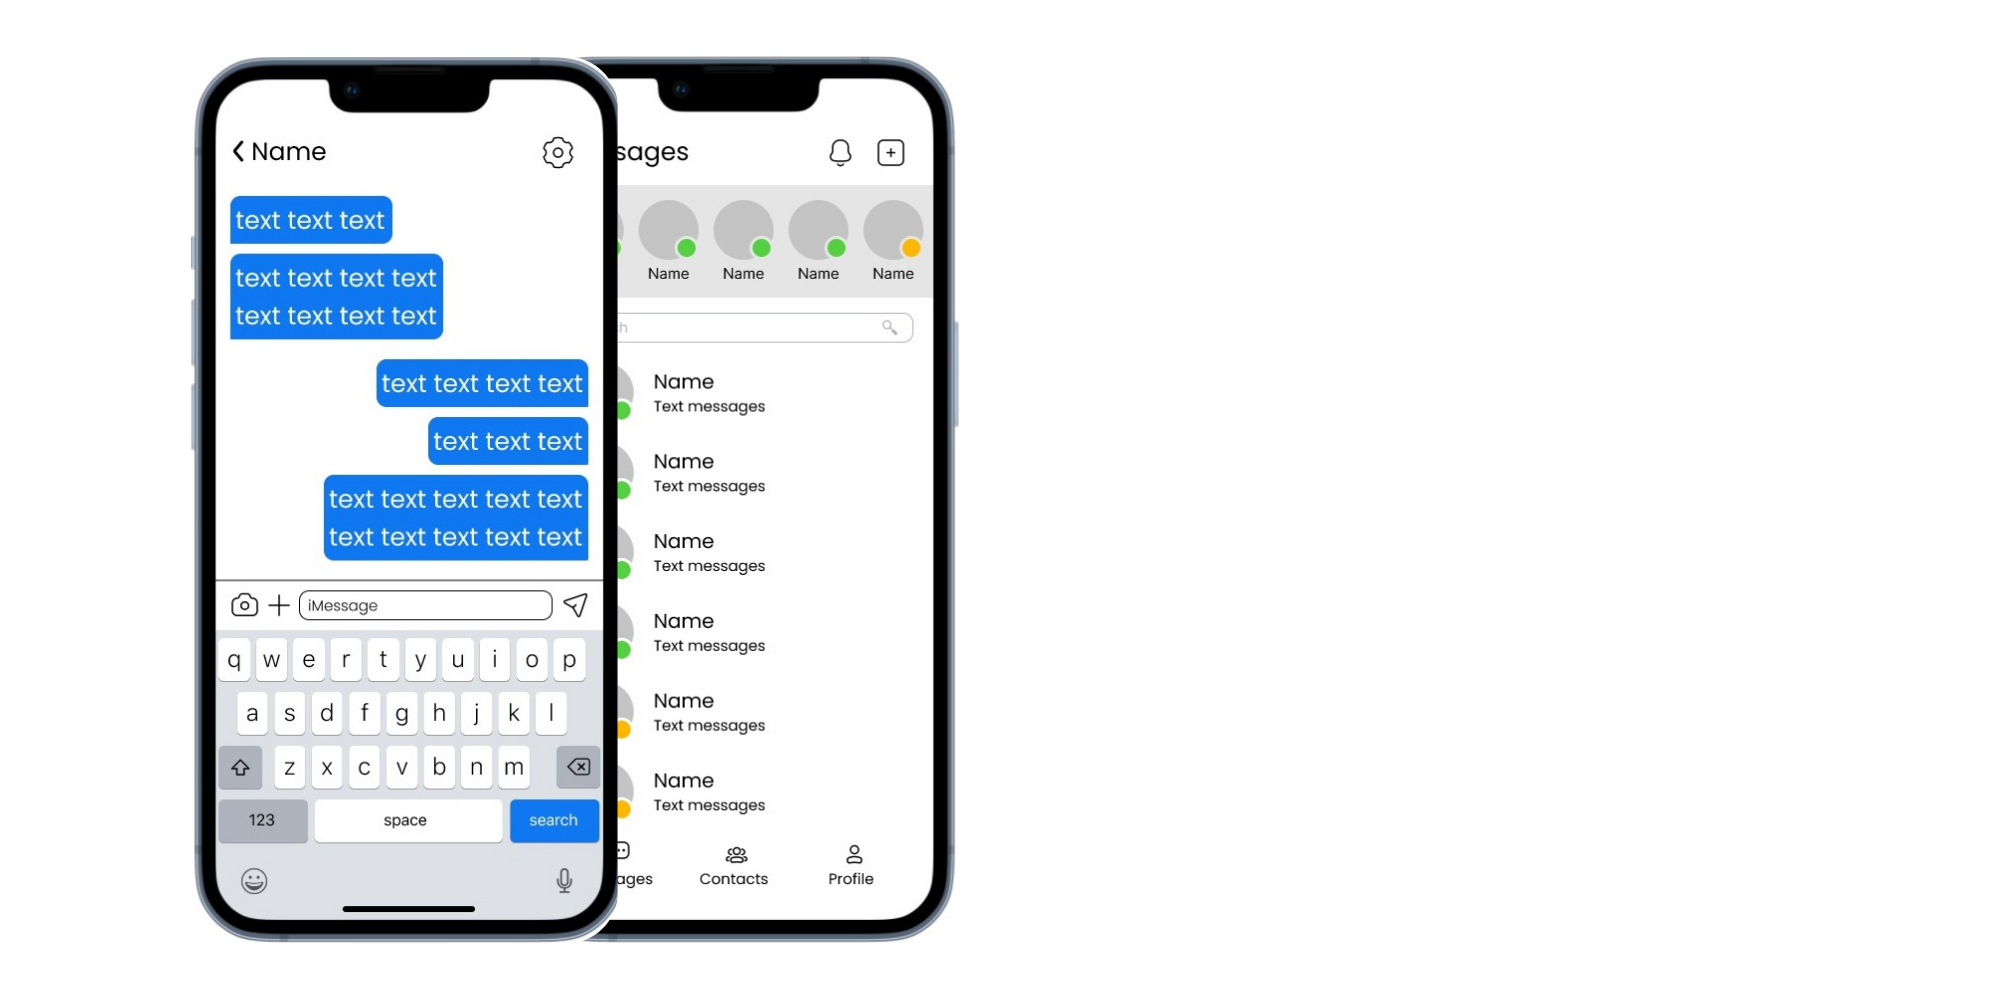 Name
text text text
text text text text
text text text text
text text text text
text text text
text text text text text
text text text text text
iMessage
q w e r t y u i o p
a s d f g h j k l
z x c v b n m
123 space search
sages
Name Name Name Name
h
Name
Text messages
Name
Text messages
Name
Text messages
Name
Text messages
Name
Text messages
Name
Text messages
ages Contacts Profile